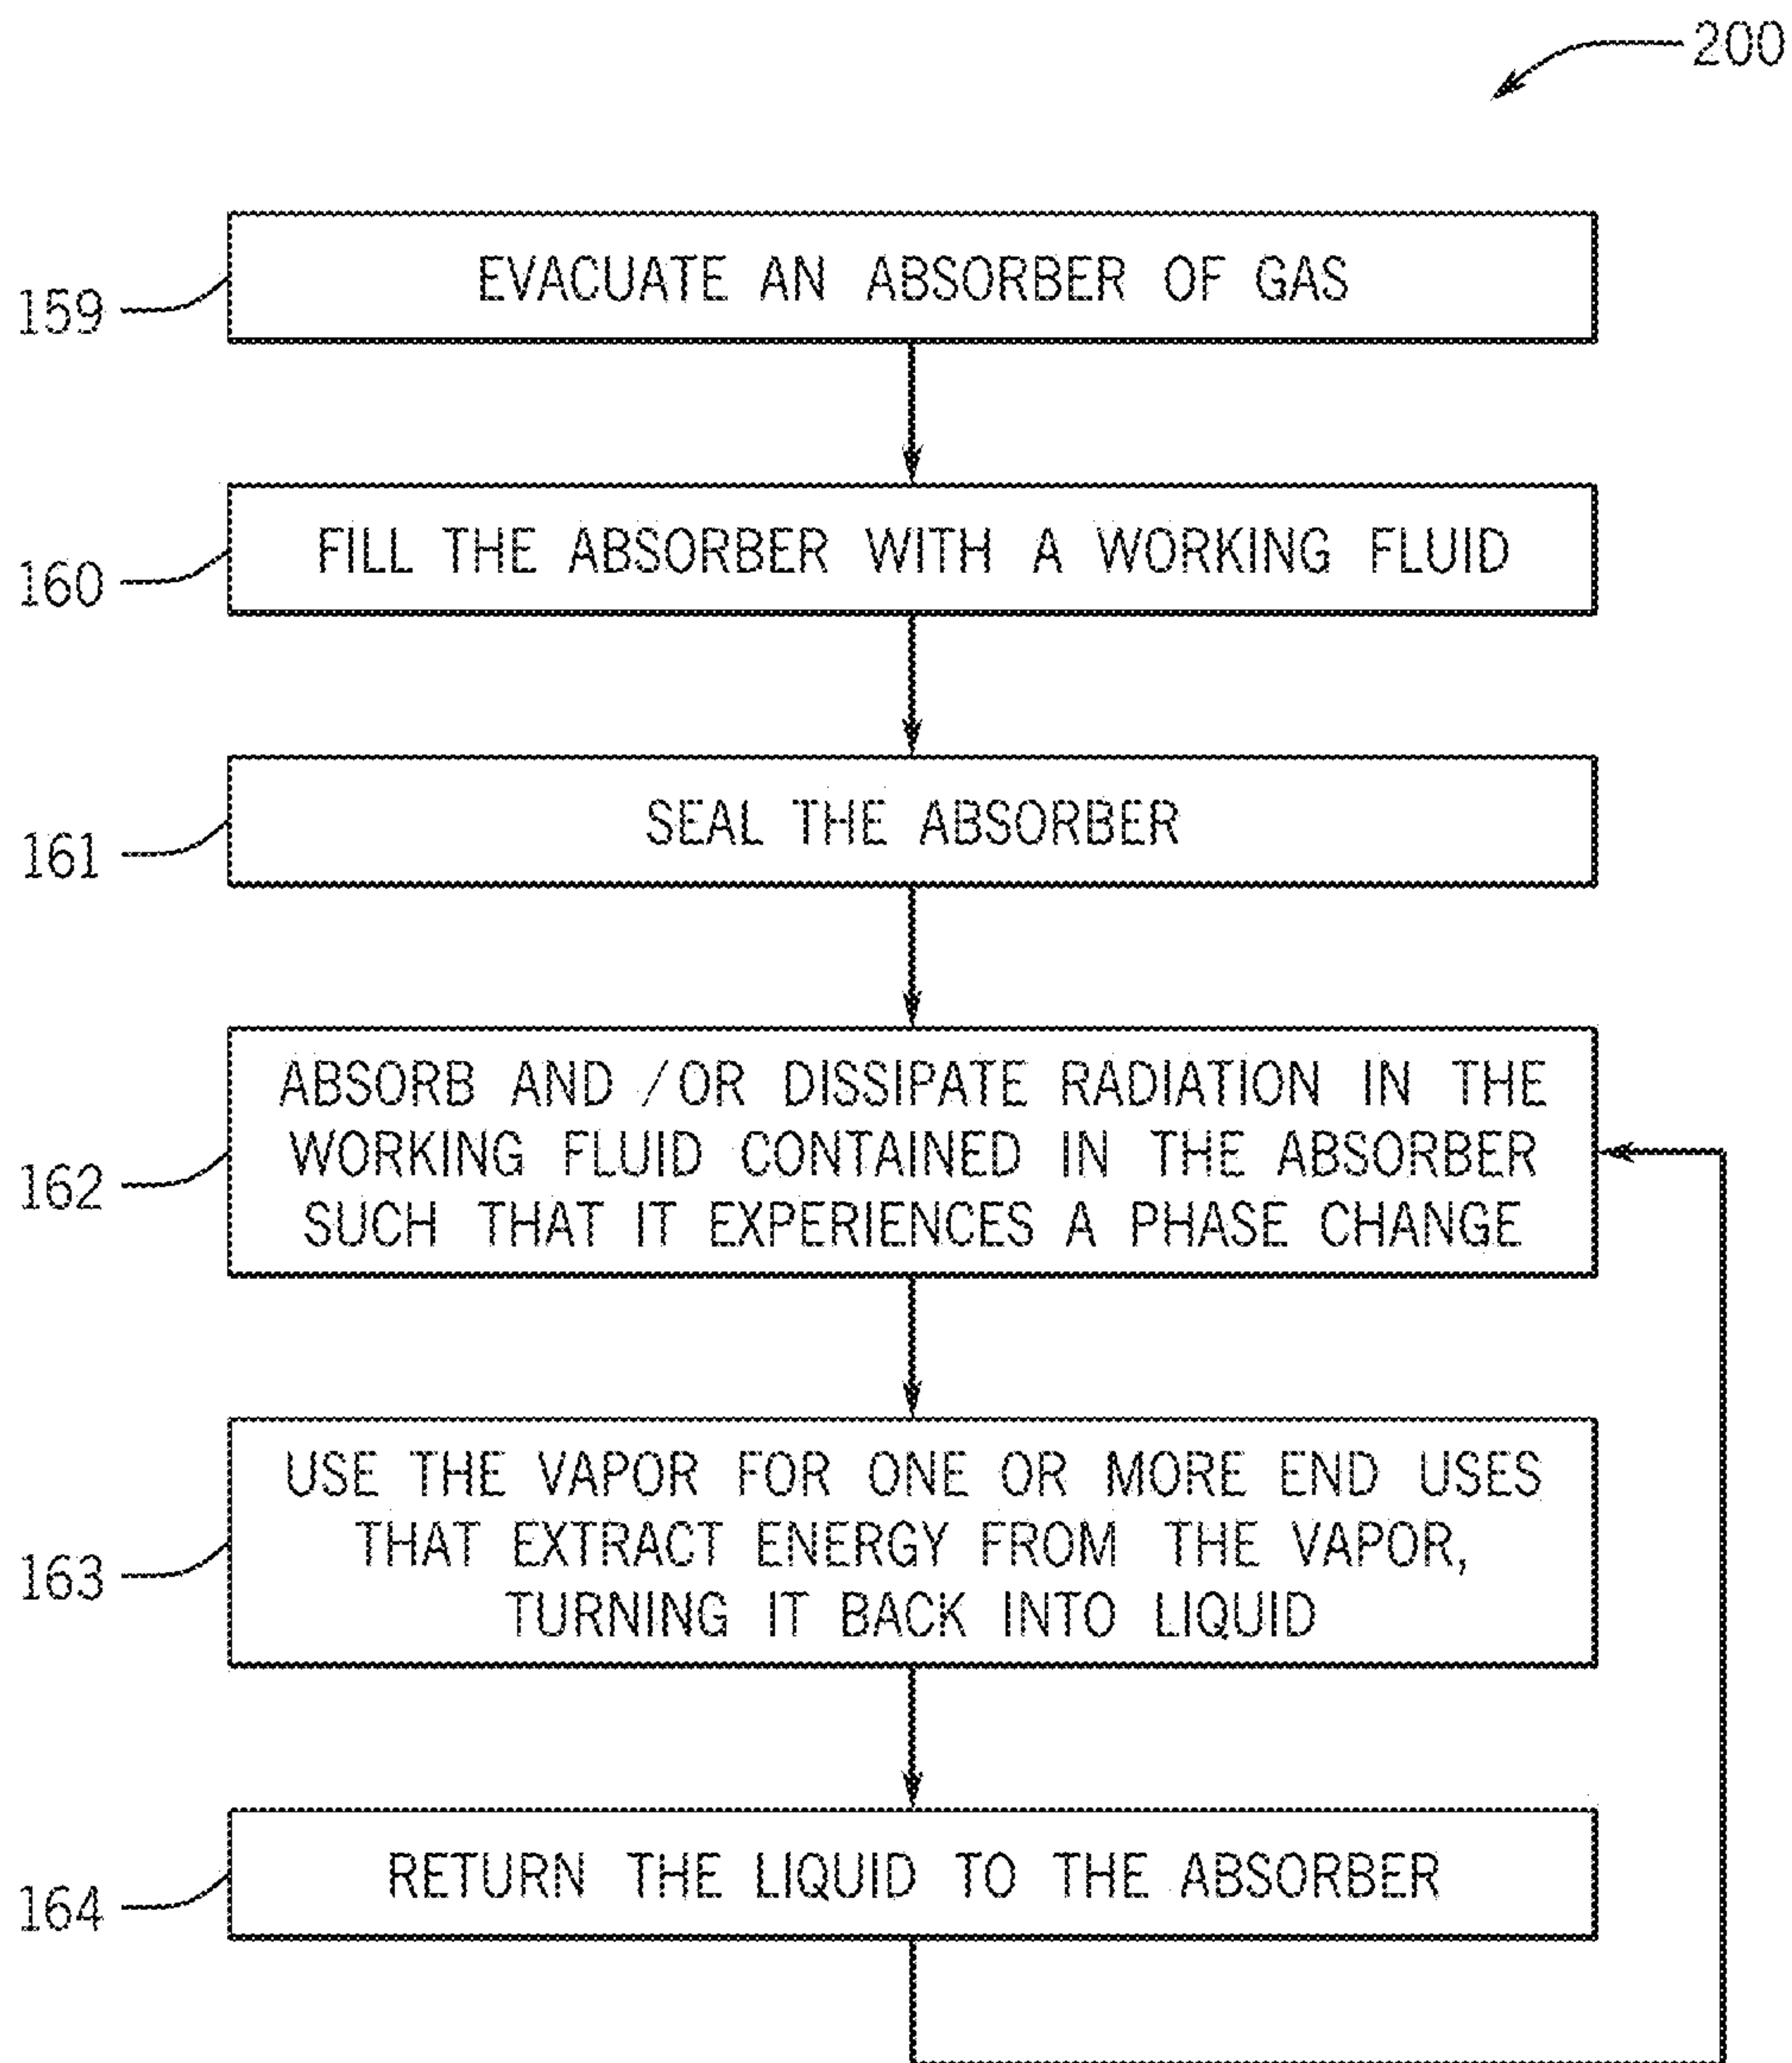 200
159
EVACUATE AN ABSORBER OF GAS
160
FILL THE ABSORBER WITH A WORKING FLUID
161
SEAL THE ABSORBER
162
ABSORB AND /OR DISSIPATE RADIATION IN THE
WORKING FLUID CONTAINED IN THE ABSORBER
SUCH THAT IT EXPERIENCES A PHASE CHANGE
163
USE THE VAPOR FOR ONE OR MORE END USES
THAT EXTRACT ENERGY FROM THE VAPOR,
TURNING IT BACK INTO LIQUID
164
RETURN THE LIQUID TO THE ABSORBER